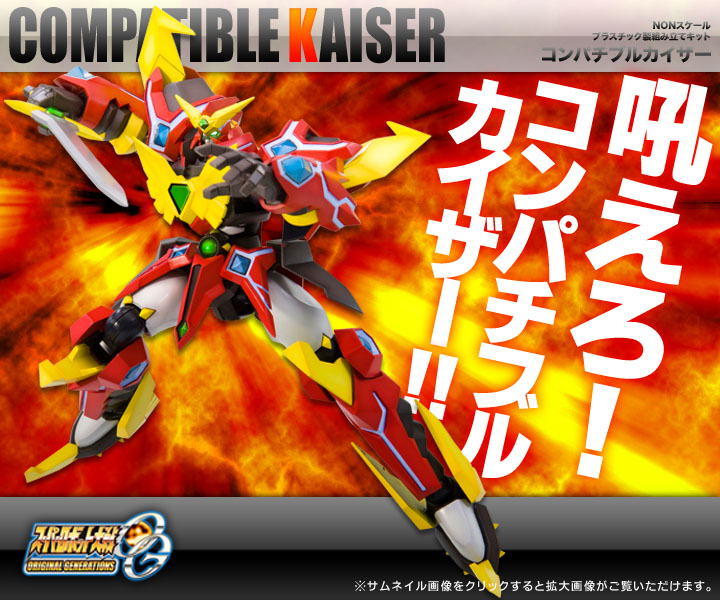 COMPATIBLE KAISER
NONスケール
プラスチック製組み立てキット
コンパチブルカイザー
吼えろ！
コンパチブル
カイザー!!
スーパーロボット大戦
OG
ORIGINAL GENERATIONS
※サムネイル画像をクリックすると拡大画像がご覧いただけます。